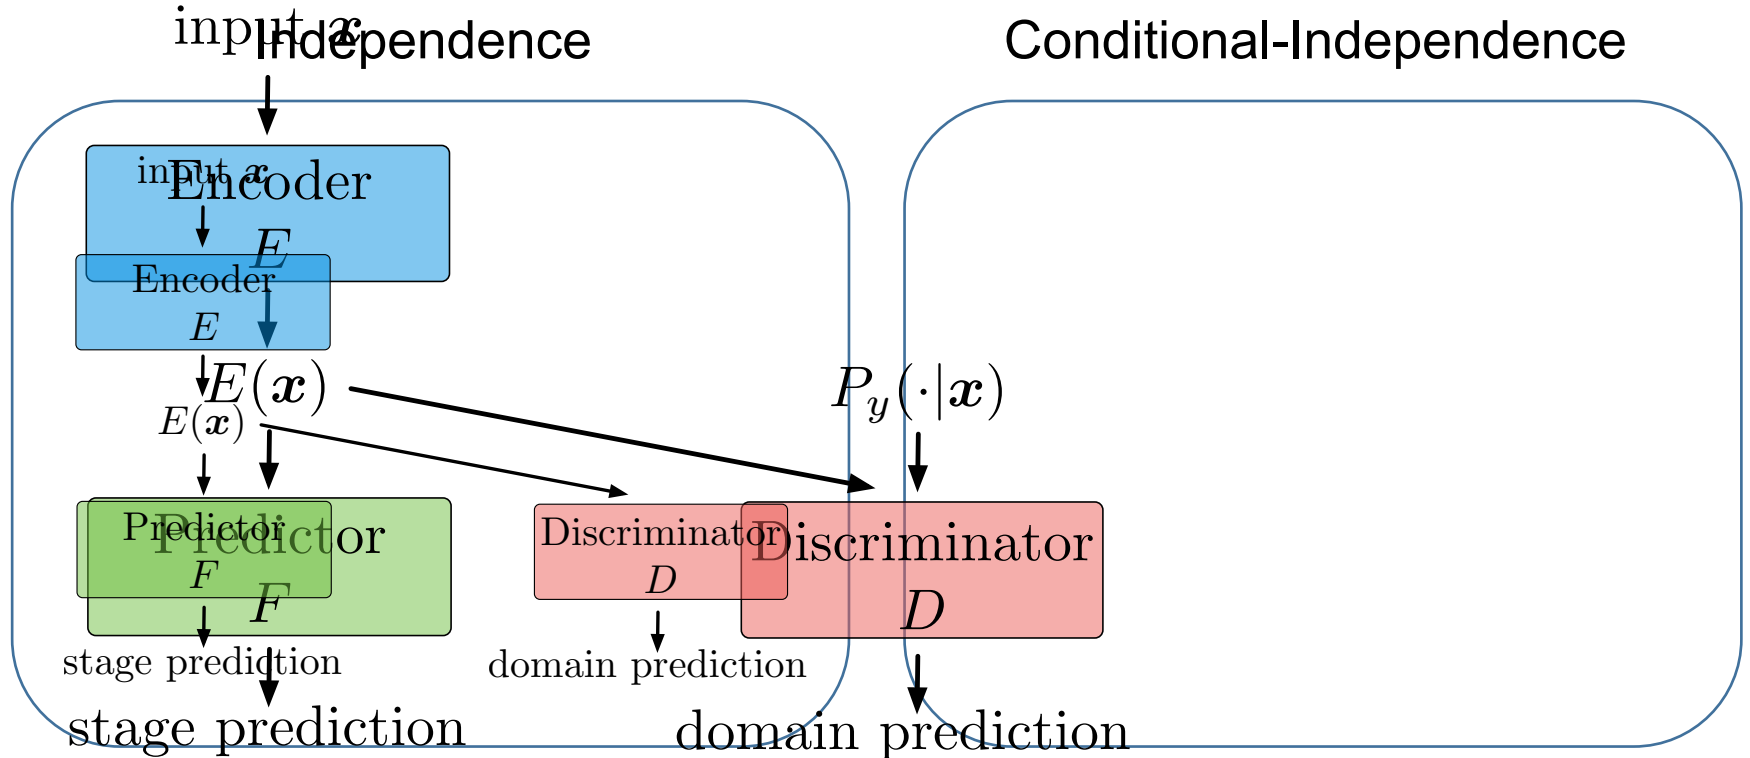 input x
Independence
Conditional-Independence
input x
Encoder
E
Encoder
E
E(x)
P_y(·|x)
E(x)
Predictor
F
Predictor
F
Discriminator
D
Discriminator
D
stage prediction
domain prediction
stage prediction
domain prediction